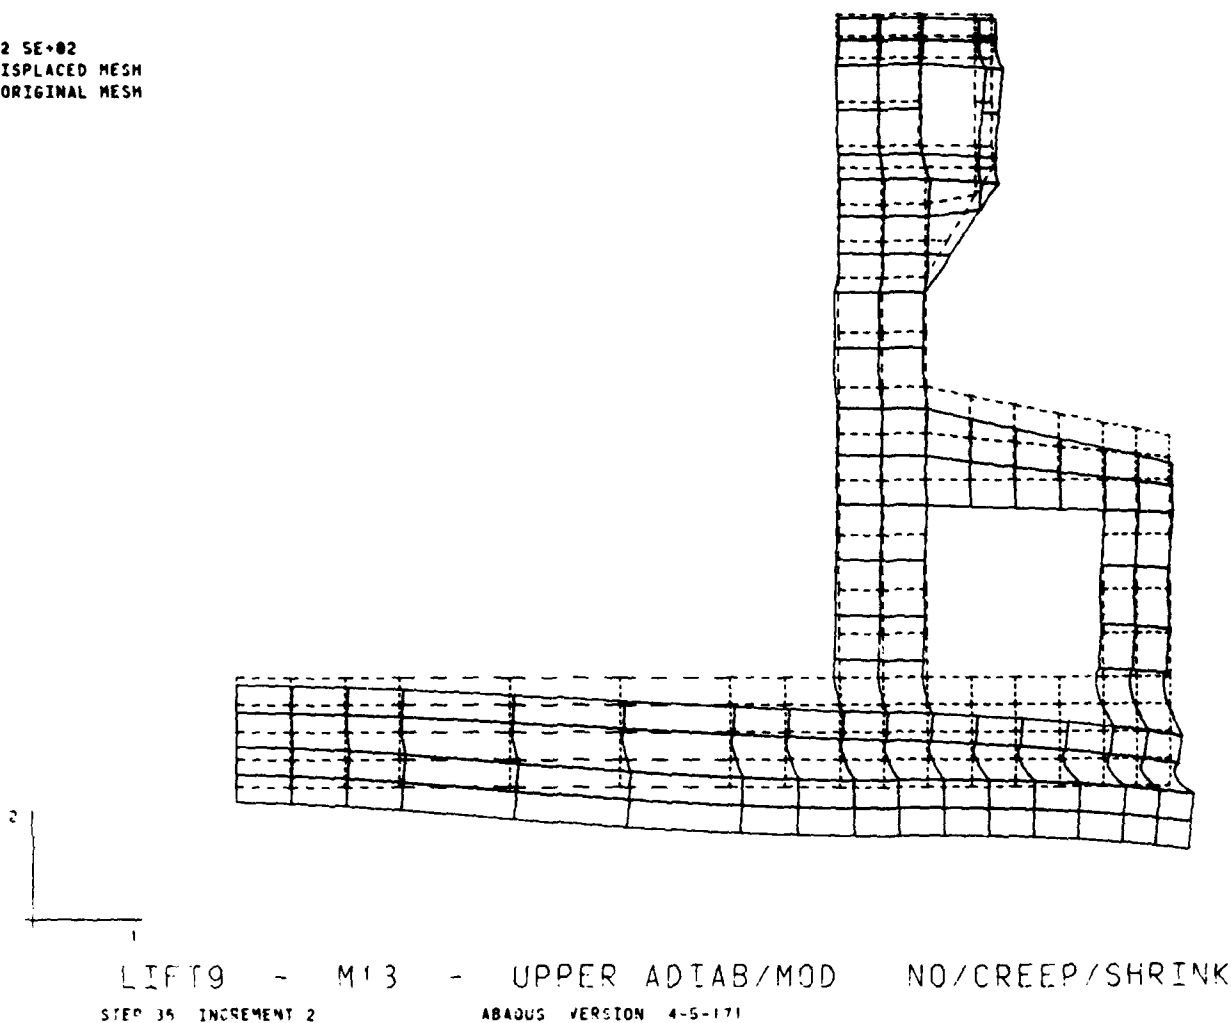 2 5E+02
ISPLACED MESH
ORIGINAL MESH
2
1
LIFT9 - M13 - UPPER ADIAB/MOD NO/CREEP/SHRINK
STEP 35 INCREMENT 2 ABAQUS VERSION 4-5-171